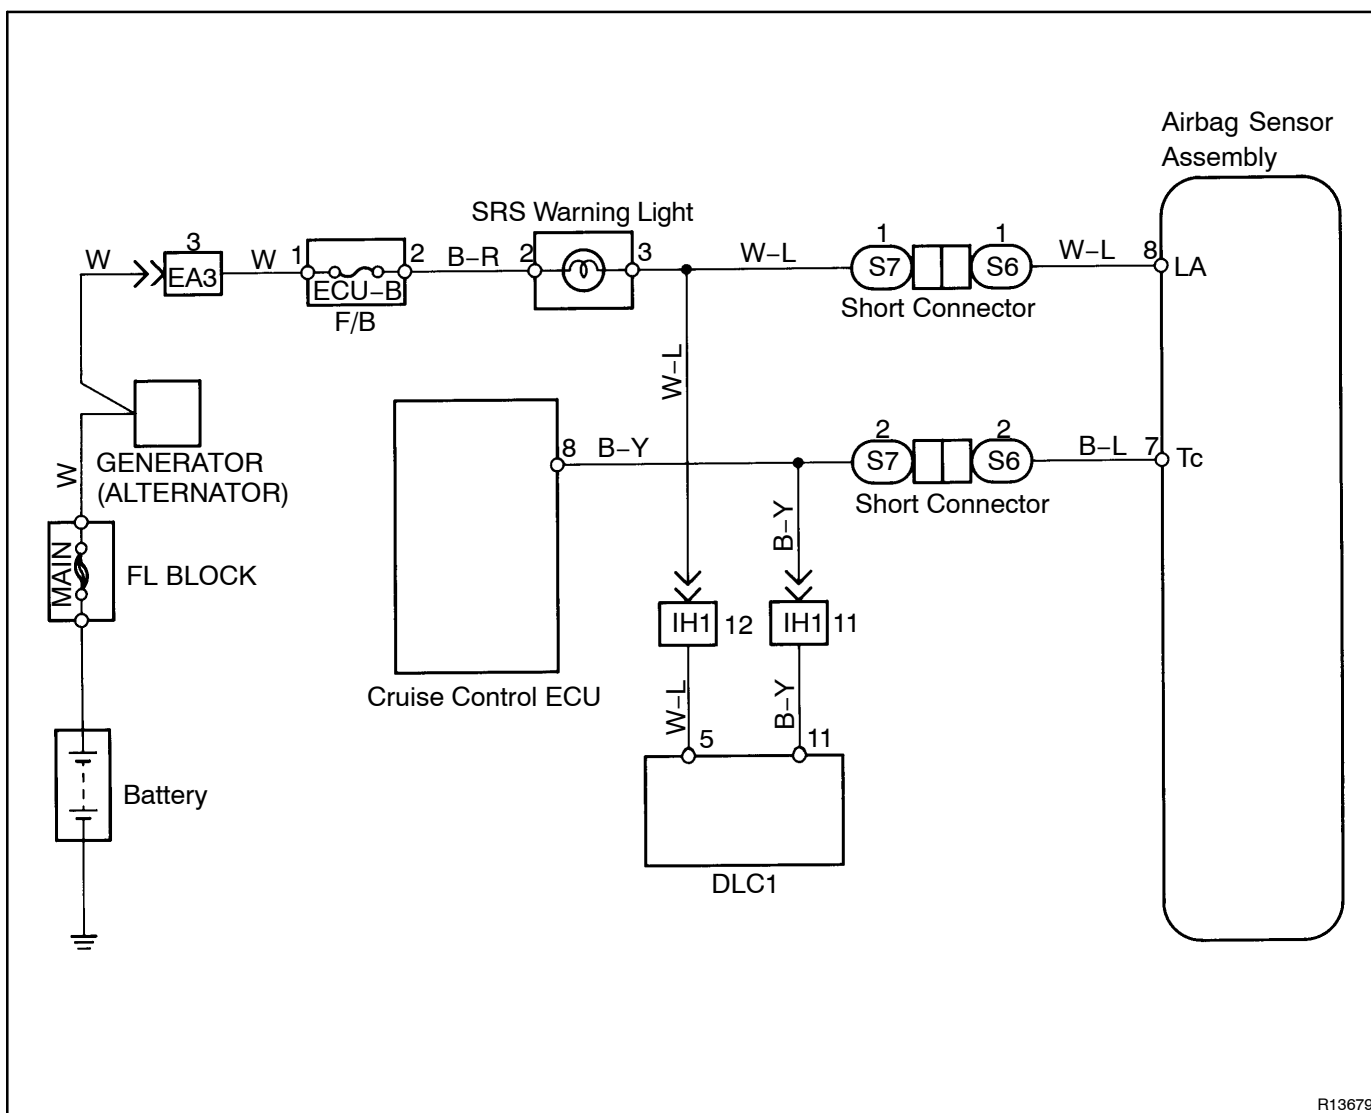 Airbag Sensor
Assembly
SRS Warning Light
W
3
EA3
W
1
ECU–B
2
F/B
B–R
2
3
W–L
1
S7
1
S6
Short Connector
W–L
8
LA
W–L
GENERATOR
(ALTERNATOR)
W
MAIN
FL BLOCK
8
B–Y
2
S7
2
S6
Short Connector
B–L
7
Tc
B–Y
IH1
12
IH1
11
Cruise Control ECU
W–L
B–Y
5
11
DLC1
Battery
R13679